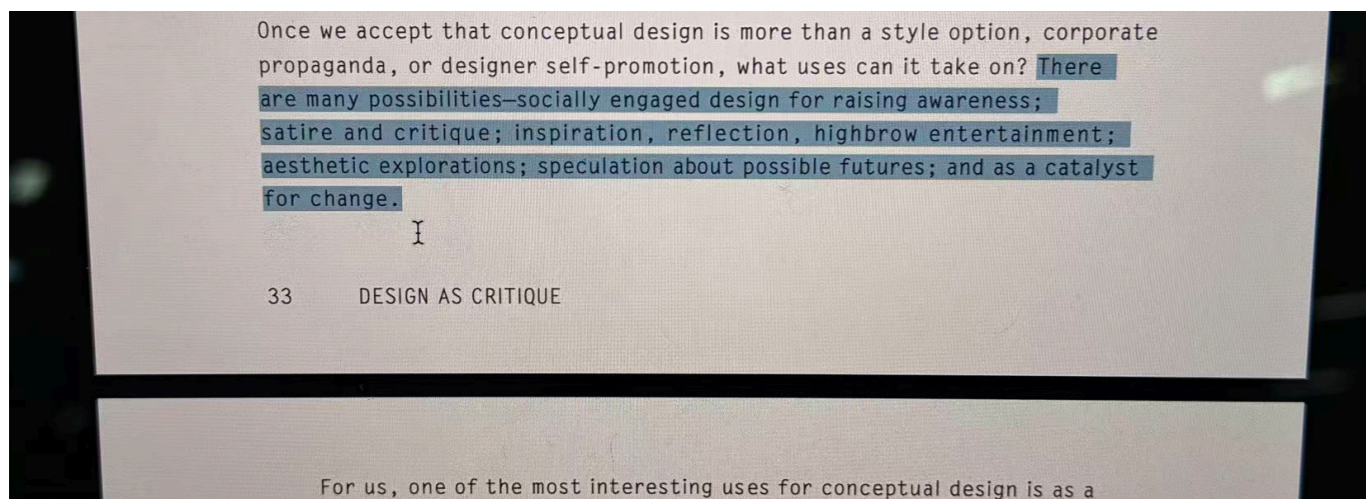 Once we accept that conceptual design is more than a style option, corporate
propaganda, or designer self-promotion, what uses can it take on? There
are many possibilities—socially engaged design for raising awareness;
satire and critique; inspiration, reflection, highbrow entertainment;
aesthetic explorations; speculation about possible futures; and as a catalyst
for change.
33 DESIGN AS CRITIQUE
For us, one of the most interesting uses for conceptual design is as a